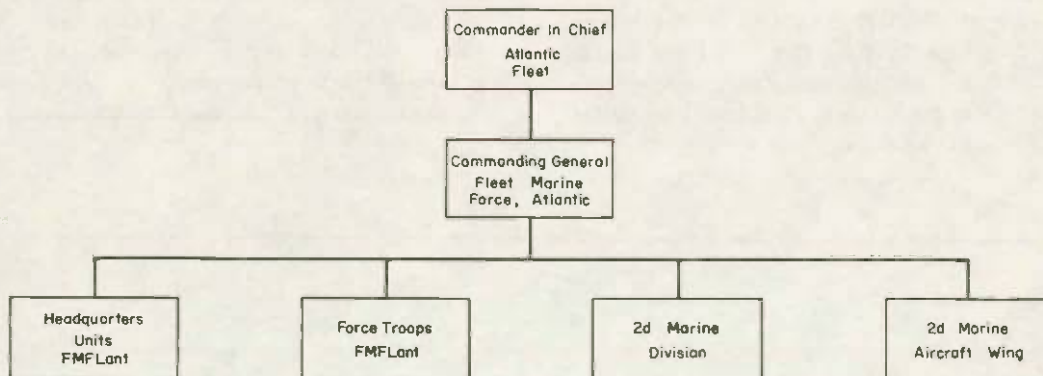 Commander In Chief
Atlantic
Fleet
Commanding General
Fleet Marine
Force, Atlantic
Headquarters
Units
FMFLant
Force Troops
FMFLant
2d Marine
Division
2d Marine
Aircraft Wing